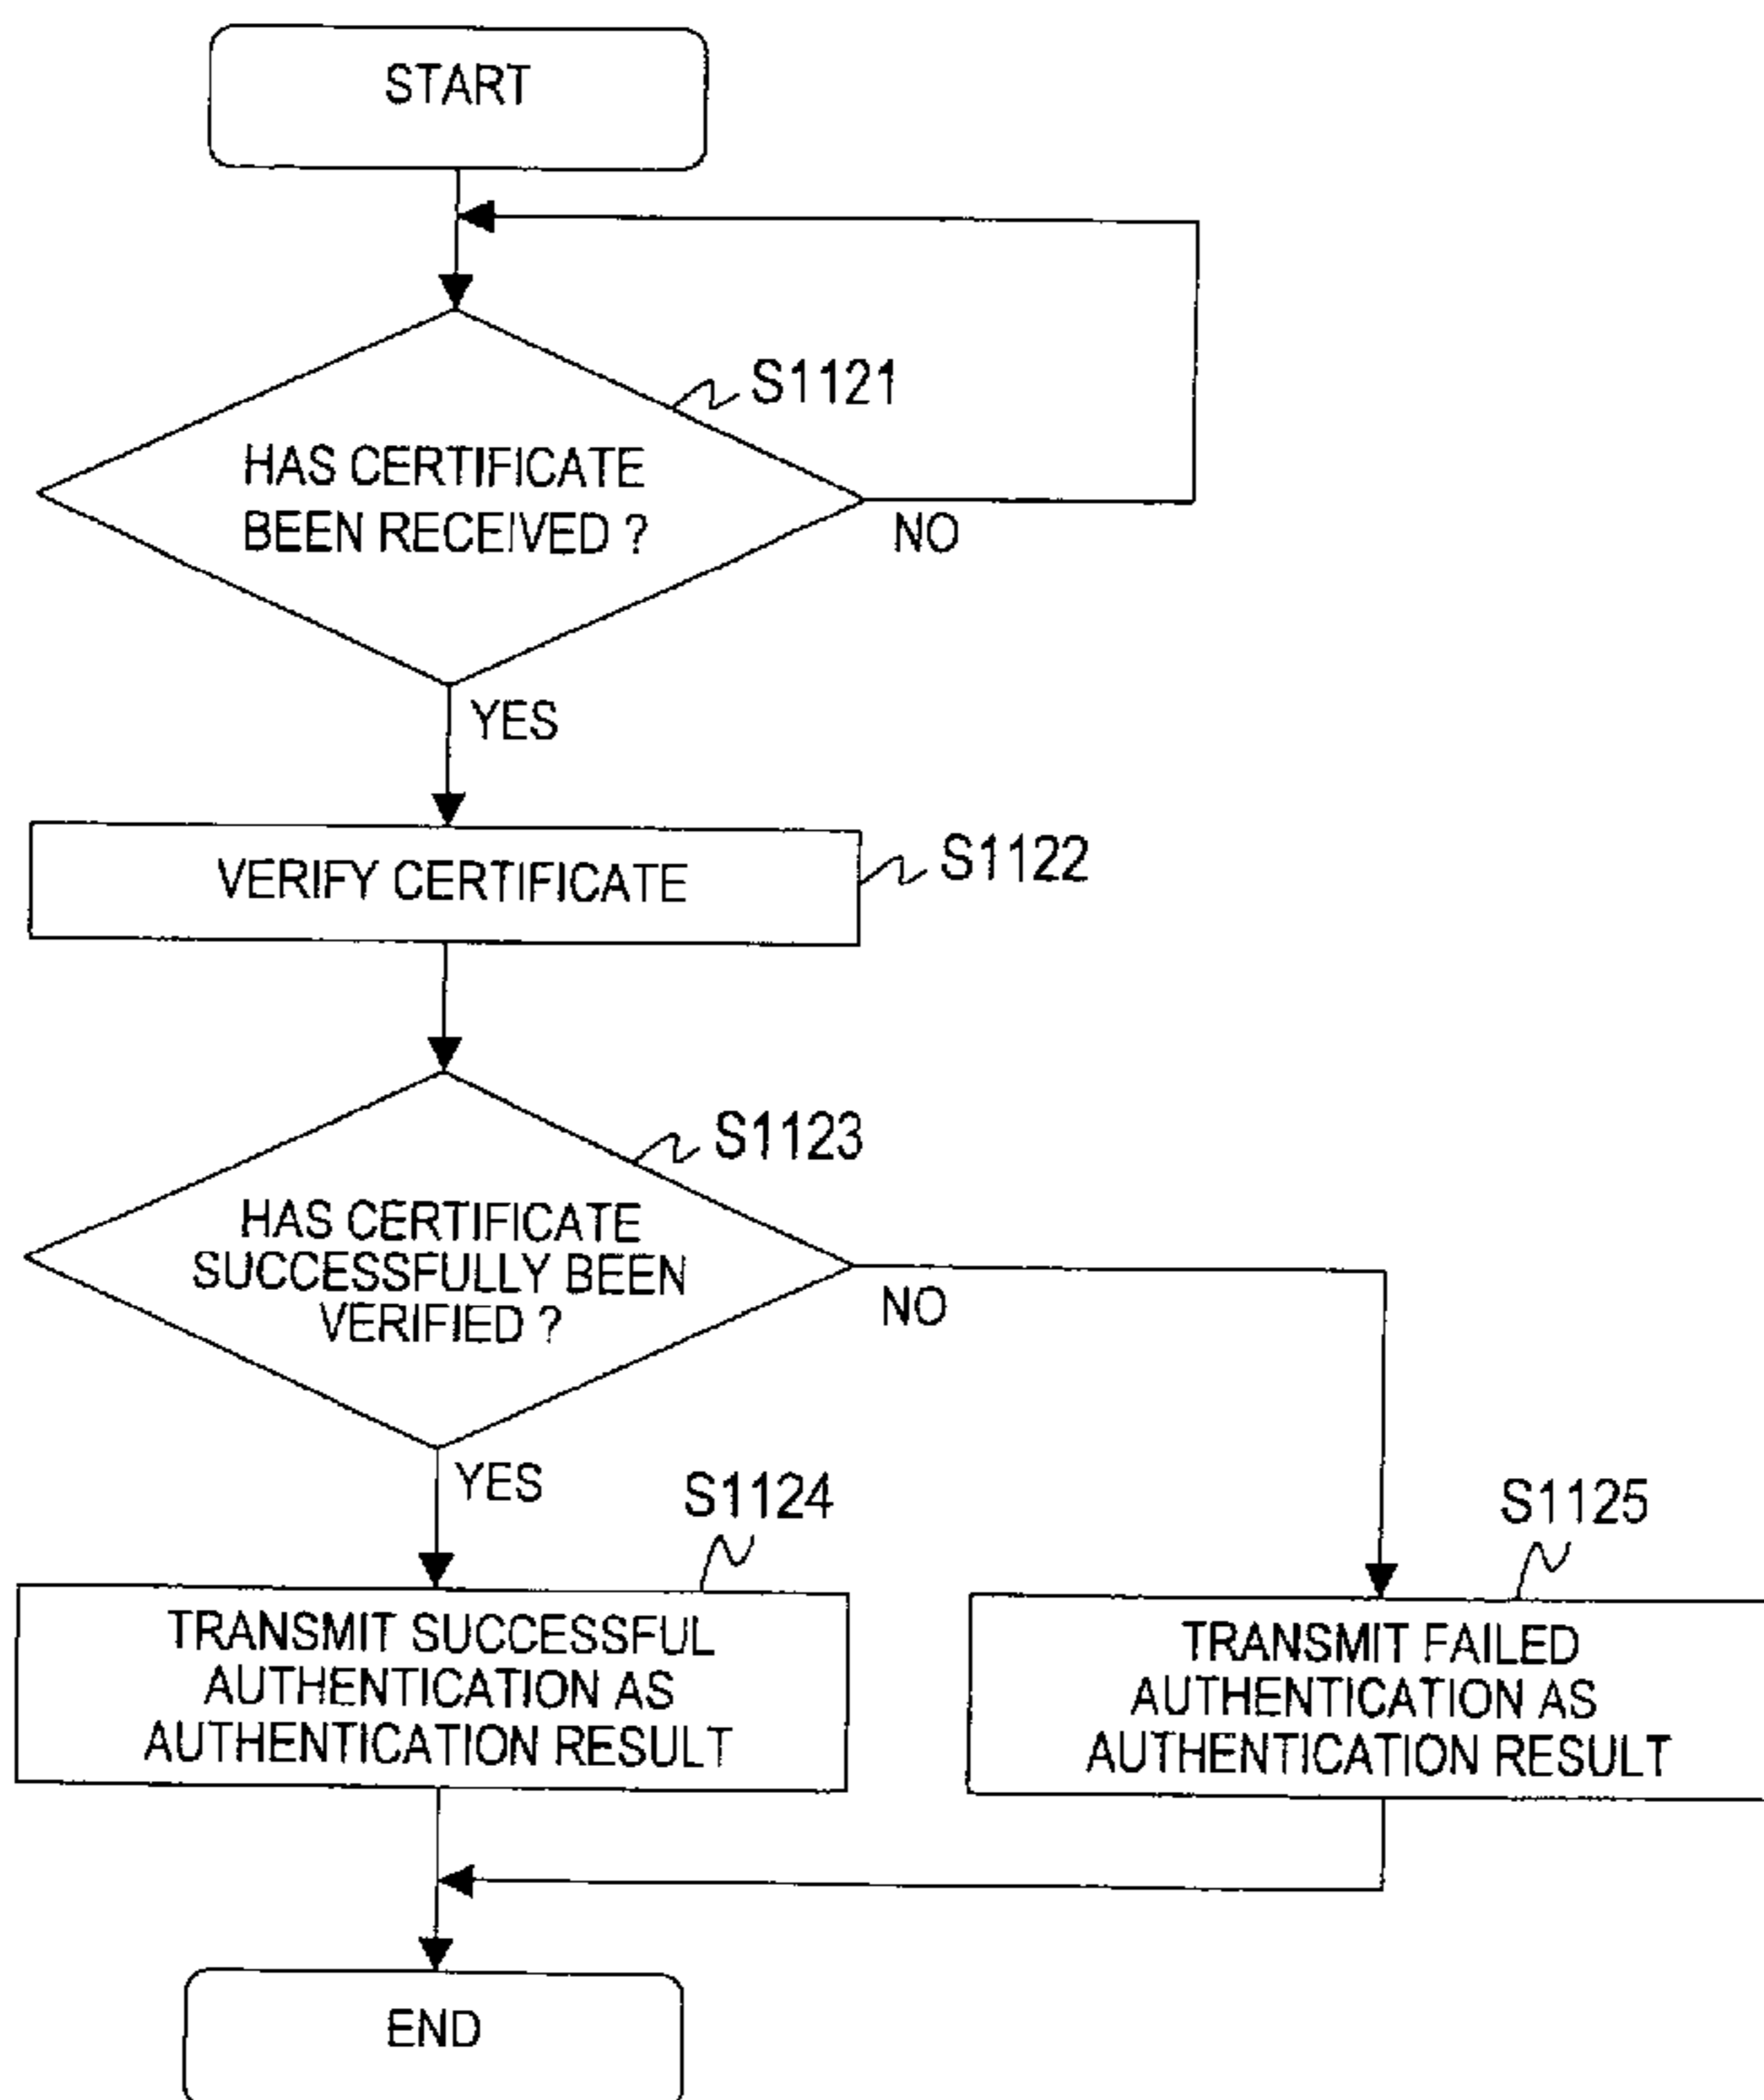 START
S1121
HAS CERTIFICATE
BEEN RECEIVED ?
NO
YES
VERIFY CERTIFICATE
S1122
S1123
HAS CERTIFICATE
SUCCESSFULLY BEEN
VERIFIED ?
NO
YES
S1124
S1125
TRANSMIT SUCCESSFUL
AUTHENTICATION AS
AUTHENTICATION RESULT
TRANSMIT FAILED
AUTHENTICATION AS
AUTHENTICATION RESULT
END